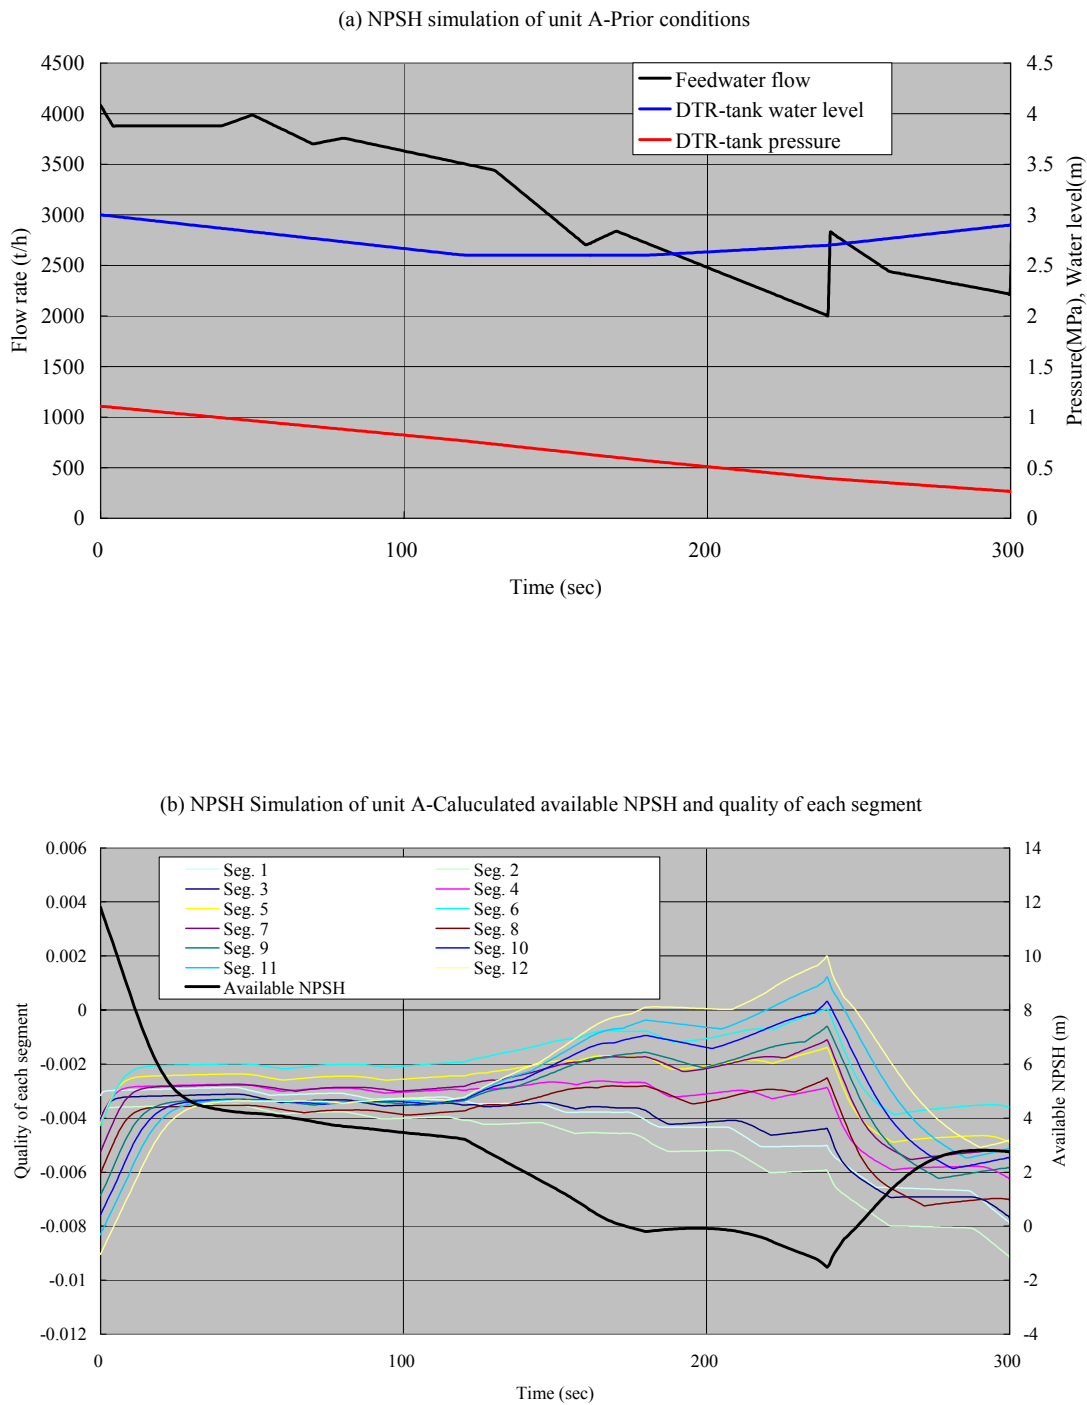 (a) NPSH simulation of unit A-Prior conditions
4500
4000
3500
3000
2500
2000
1500
1000
500
0
Flow rate (t/h)
Feedwater flow
DTR-tank water level
DTR-tank pressure
4.5
4
3.5
3
2.5
2
1.5
1
0.5
0
Pressure(MPa), Water level(m)
0 100 200 300
Time (sec)
(b) NPSH Simulation of unit A-Caluculated available NPSH and quality of each segment
0.006
0.004
0.002
0
-0.002
-0.004
-0.006
-0.008
-0.01
-0.012
Quality of each segment
Seg. 1 Seg. 2
Seg. 3 Seg. 4
Seg. 5 Seg. 6
Seg. 7 Seg. 8
Seg. 9 Seg. 10
Seg. 11 Seg. 12
Available NPSH
14
12
10
8
6
4
2
0
-2
-4
Available NPSH (m)
0 100 200 300
Time (sec)